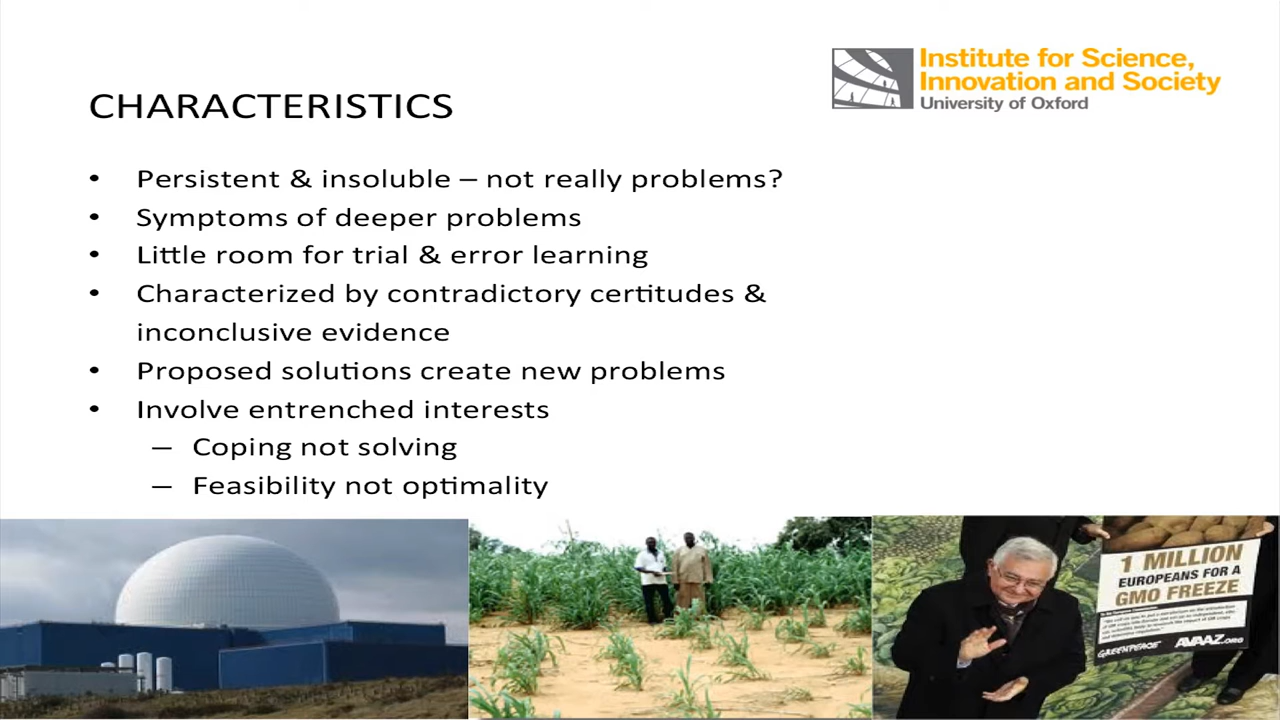 Institute for Science,
Innovation and Society
University of Oxford
CHARACTERISTICS
• Persistent & insoluble – not really problems?
• Symptoms of deeper problems
• Little room for trial & error learning
• Characterized by contradictory certitudes &
inconclusive evidence
• Proposed solutions create new problems
• Involve entrenched interests
– Coping not solving
– Feasibility not optimality
1 MILLION
EUROPEANS FOR A
GMO FREEZE
GREENPEACE AVAAZ.ORG